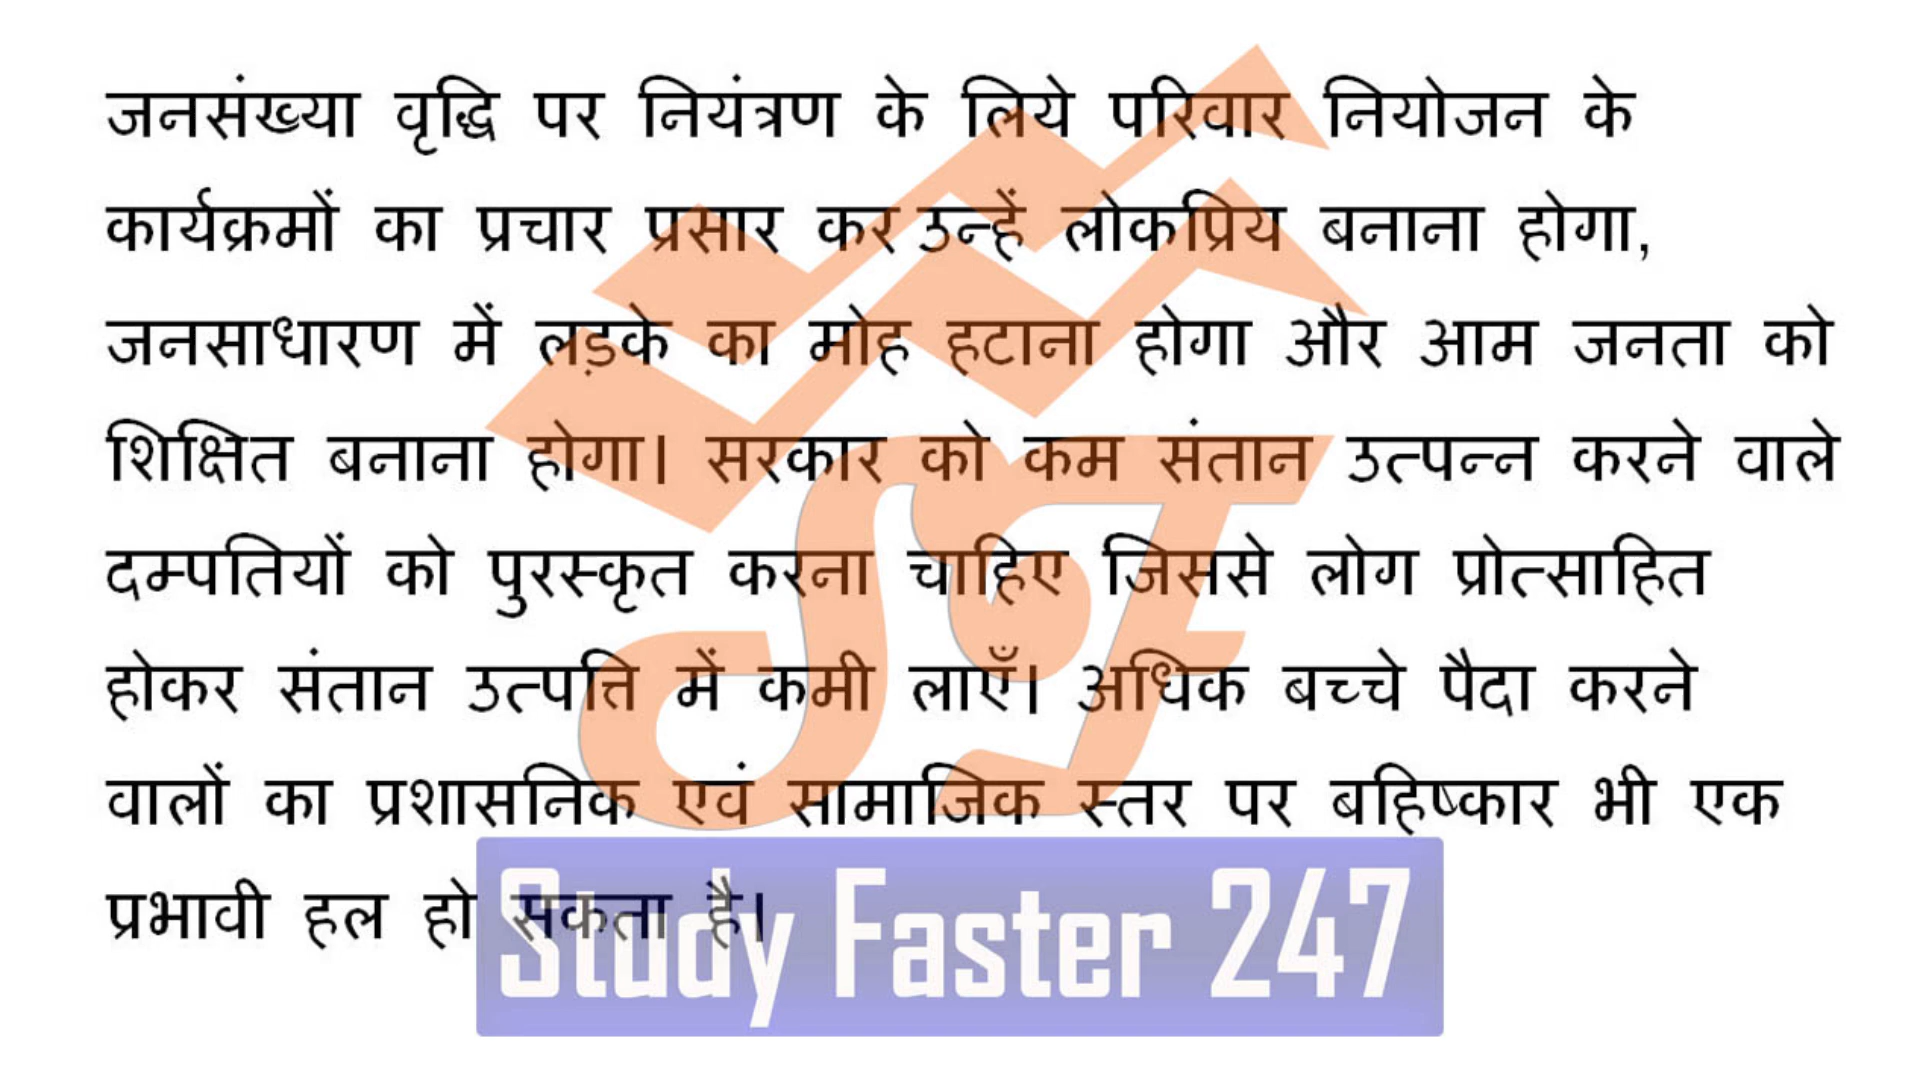 जनसंख्या वृद्धि पर नियंत्रण के लिये परिवार नियोजन के
कार्यक्रमों का प्रचार प्रसार कर उन्हें लोकप्रिय बनाना होगा,
जनसाधारण में लड़के का मोह हटाना होगा और आम जनता को
शिक्षित बनाना होगा। सरकार को कम संतान उत्पन्न करने वाले
दम्पतियों को पुरस्कृत करना चाहिए जिससे लोग प्रोत्साहित
होकर संतान उत्पत्ति में कमी लाएँ। अधिक बच्चे पैदा करने
वालों का प्रशासनिक एवं सामाजिक स्तर पर बहिष्कार भी एक
प्रभावी हल हो सकता है।
SF
Study Faster 247